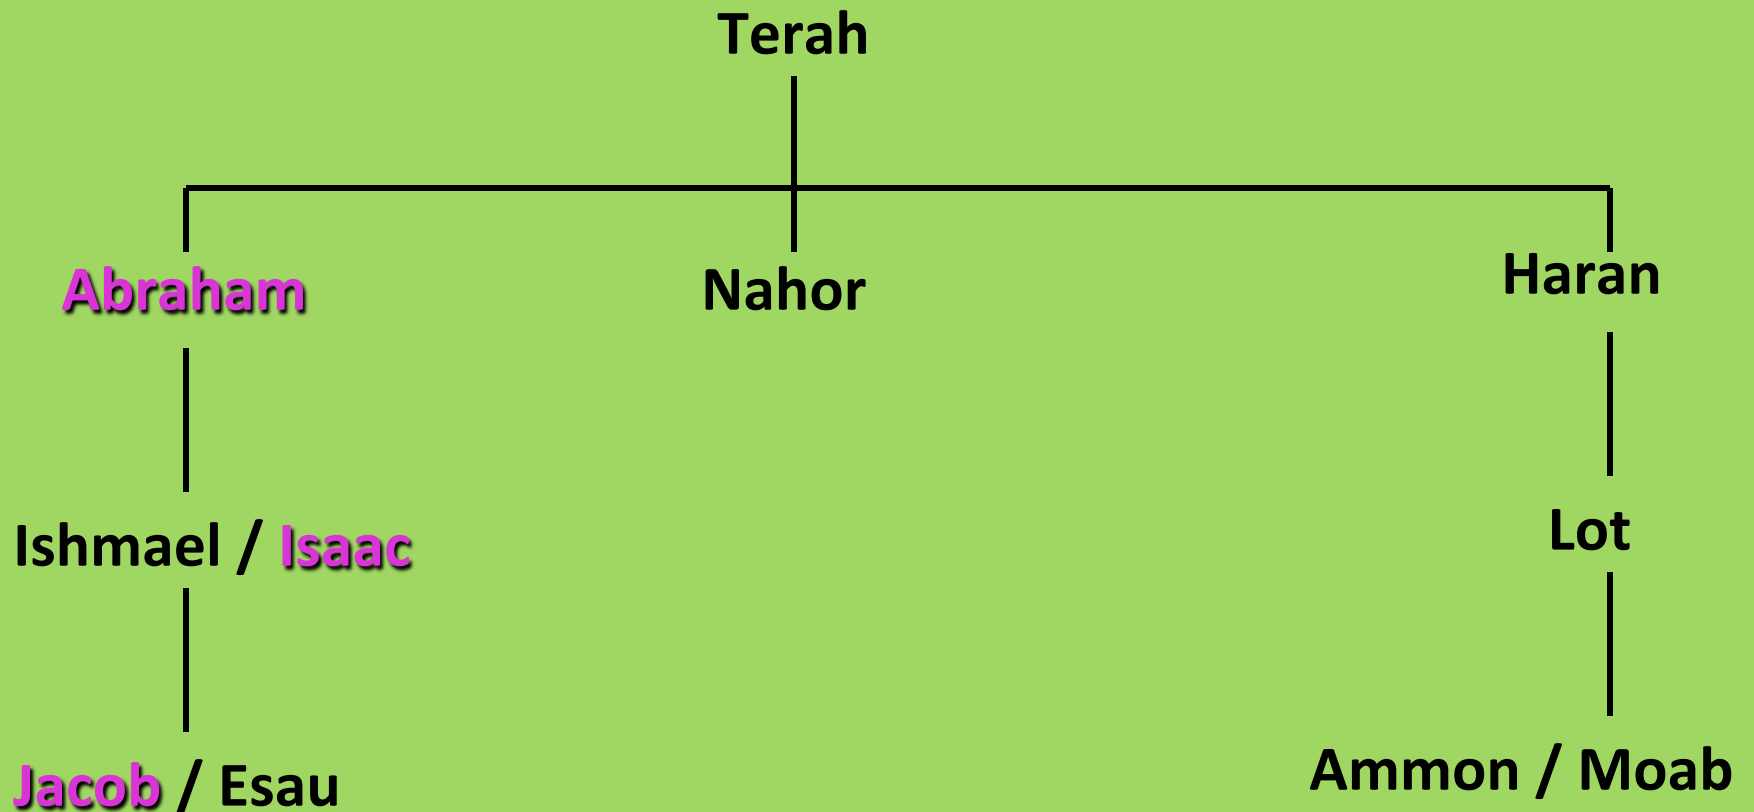 Terah
Abraham Nahor Haran
Ishmael / Isaac Lot
Jacob / Esau Ammon / Moab